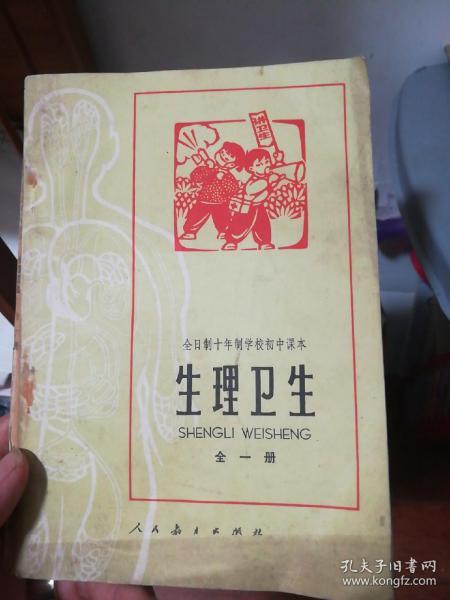 讲卫生
全日制十年制学校初中课本
生理卫生
SHENGLI WEISHENG
全一册
人民教育出版社
孔夫子旧书网
www.kongfz.com